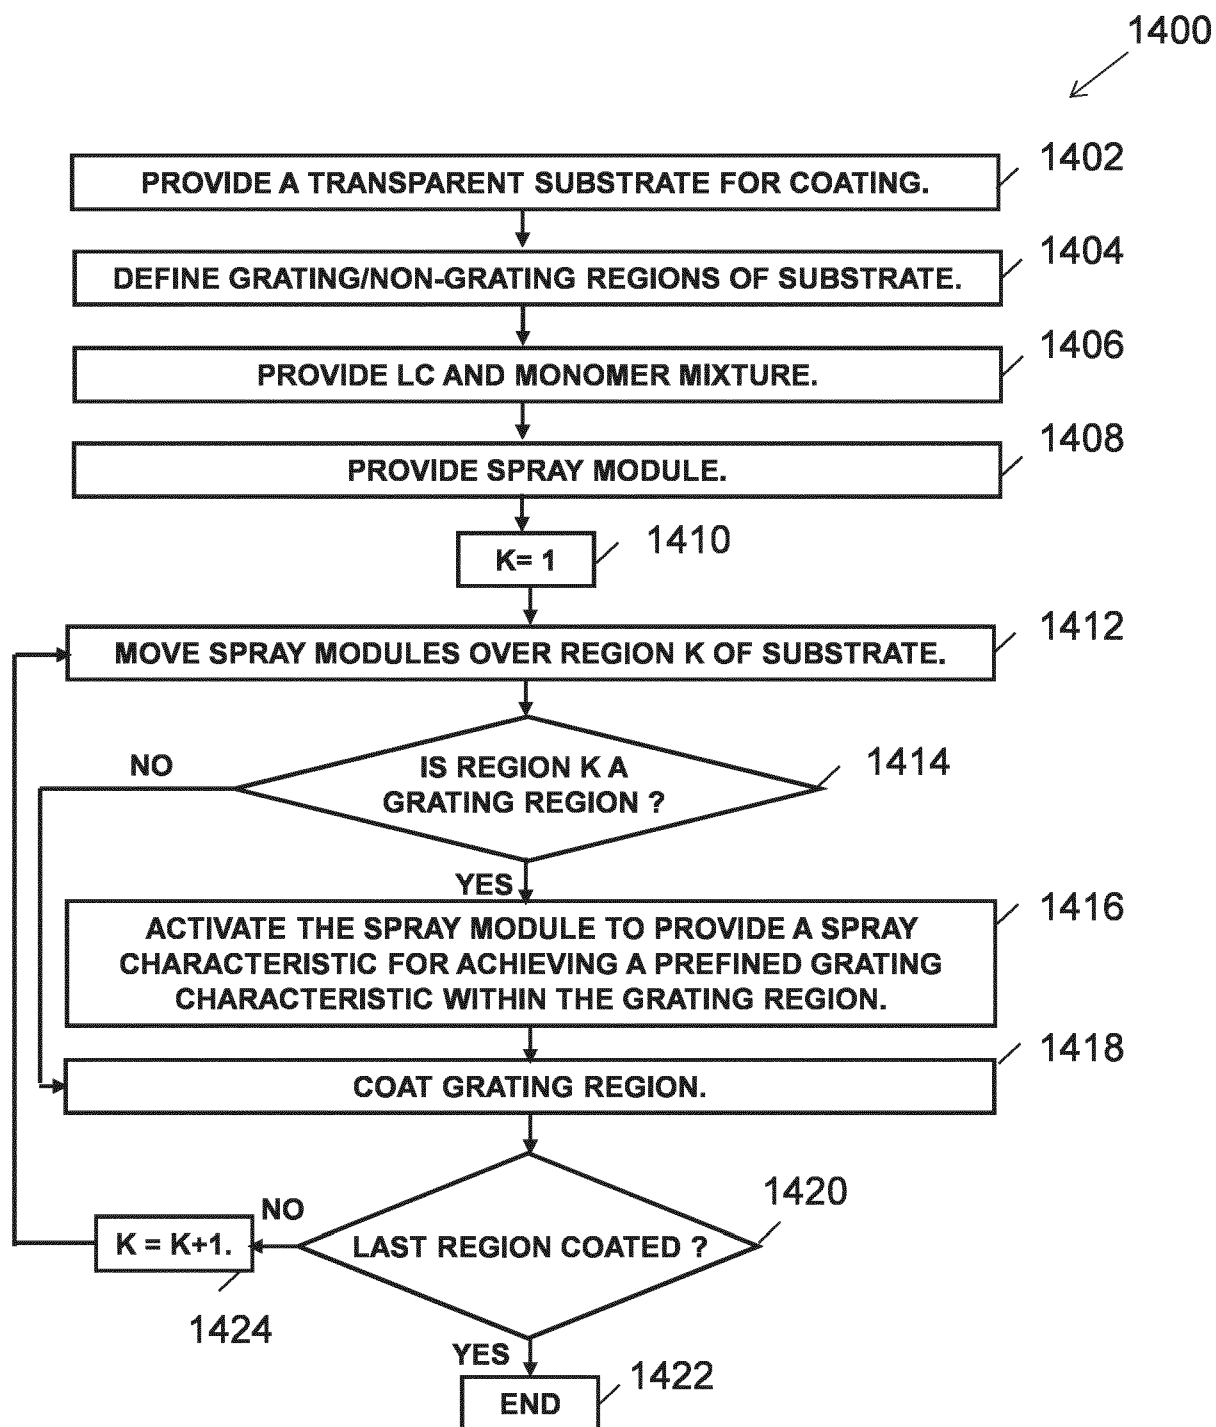 1400
PROVIDE A TRANSPARENT SUBSTRATE FOR COATING.
1402
DEFINE GRATING/NON-GRATING REGIONS OF SUBSTRATE.
1404
PROVIDE LC AND MONOMER MIXTURE.
1406
PROVIDE SPRAY MODULE.
1408
K= 1
1410
MOVE SPRAY MODULES OVER REGION K OF SUBSTRATE.
1412
NO
IS REGION K A
GRATING REGION ?
1414
YES
ACTIVATE THE SPRAY MODULE TO PROVIDE A SPRAY
CHARACTERISTIC FOR ACHIEVING A PREFINED GRATING
CHARACTERISTIC WITHIN THE GRATING REGION.
1416
COAT GRATING REGION.
1418
LAST REGION COATED ?
1420
NO
K = K+1.
1424
YES
END
1422